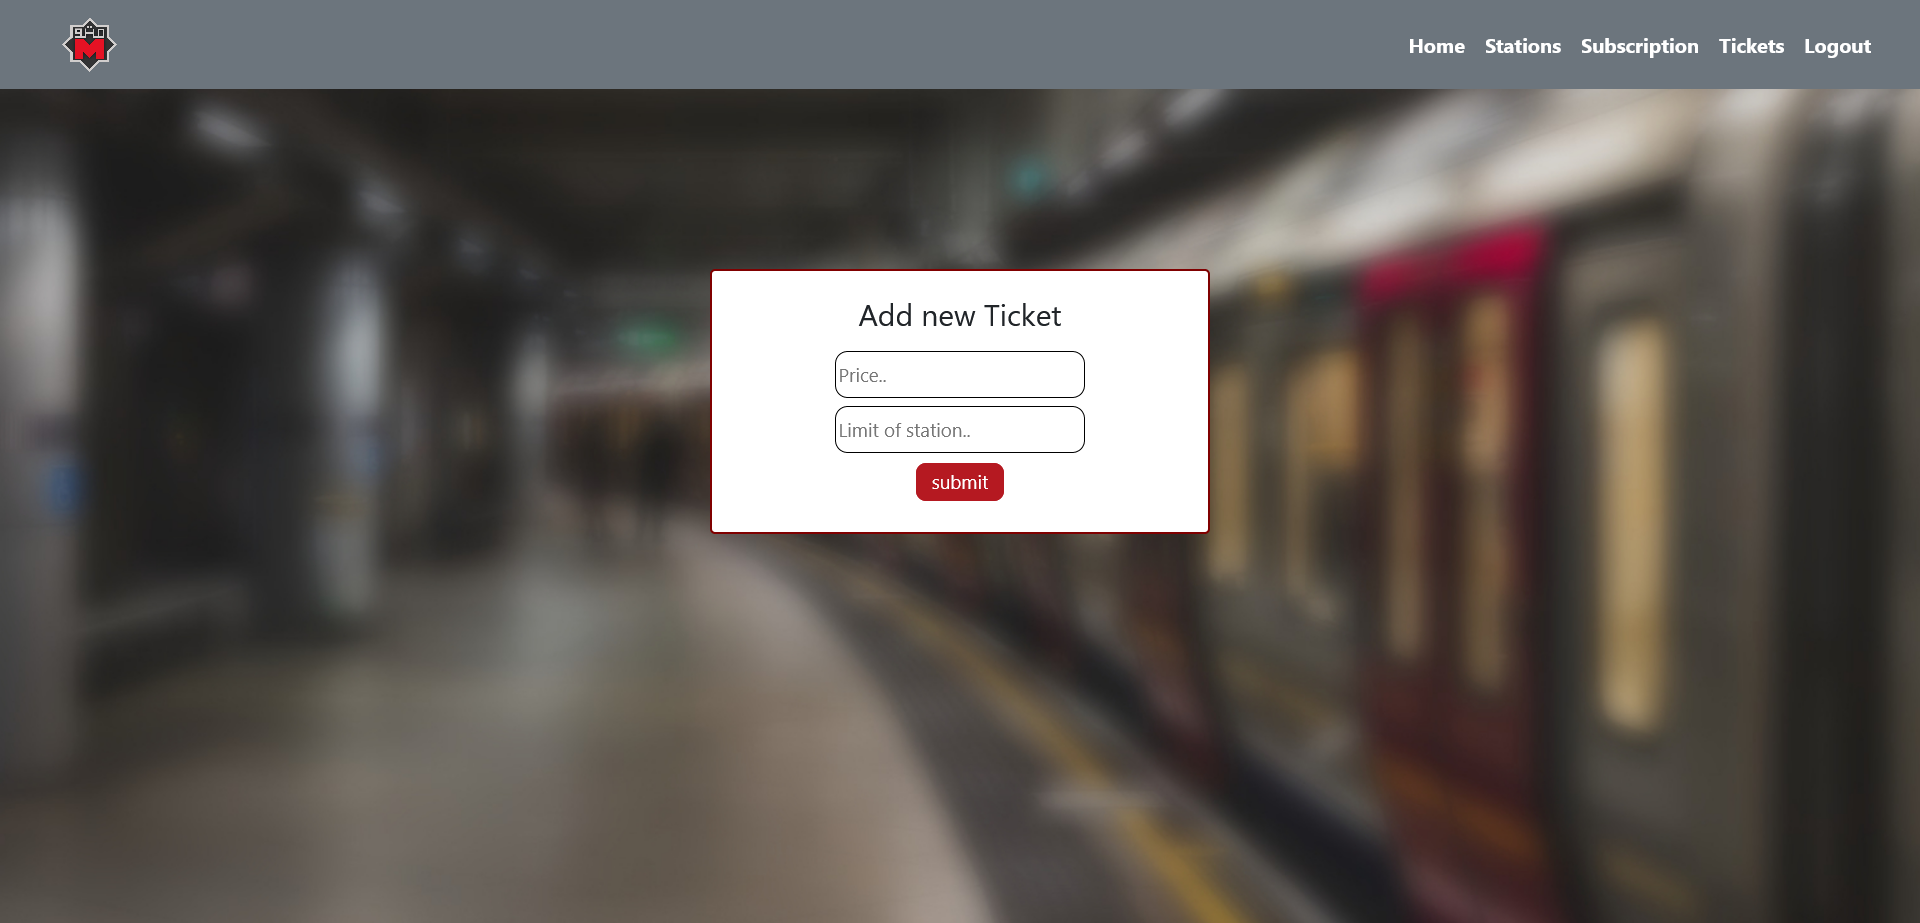 Home Stations Subscription Tickets Logout
Add new Ticket
Price..
Limit of station..
submit